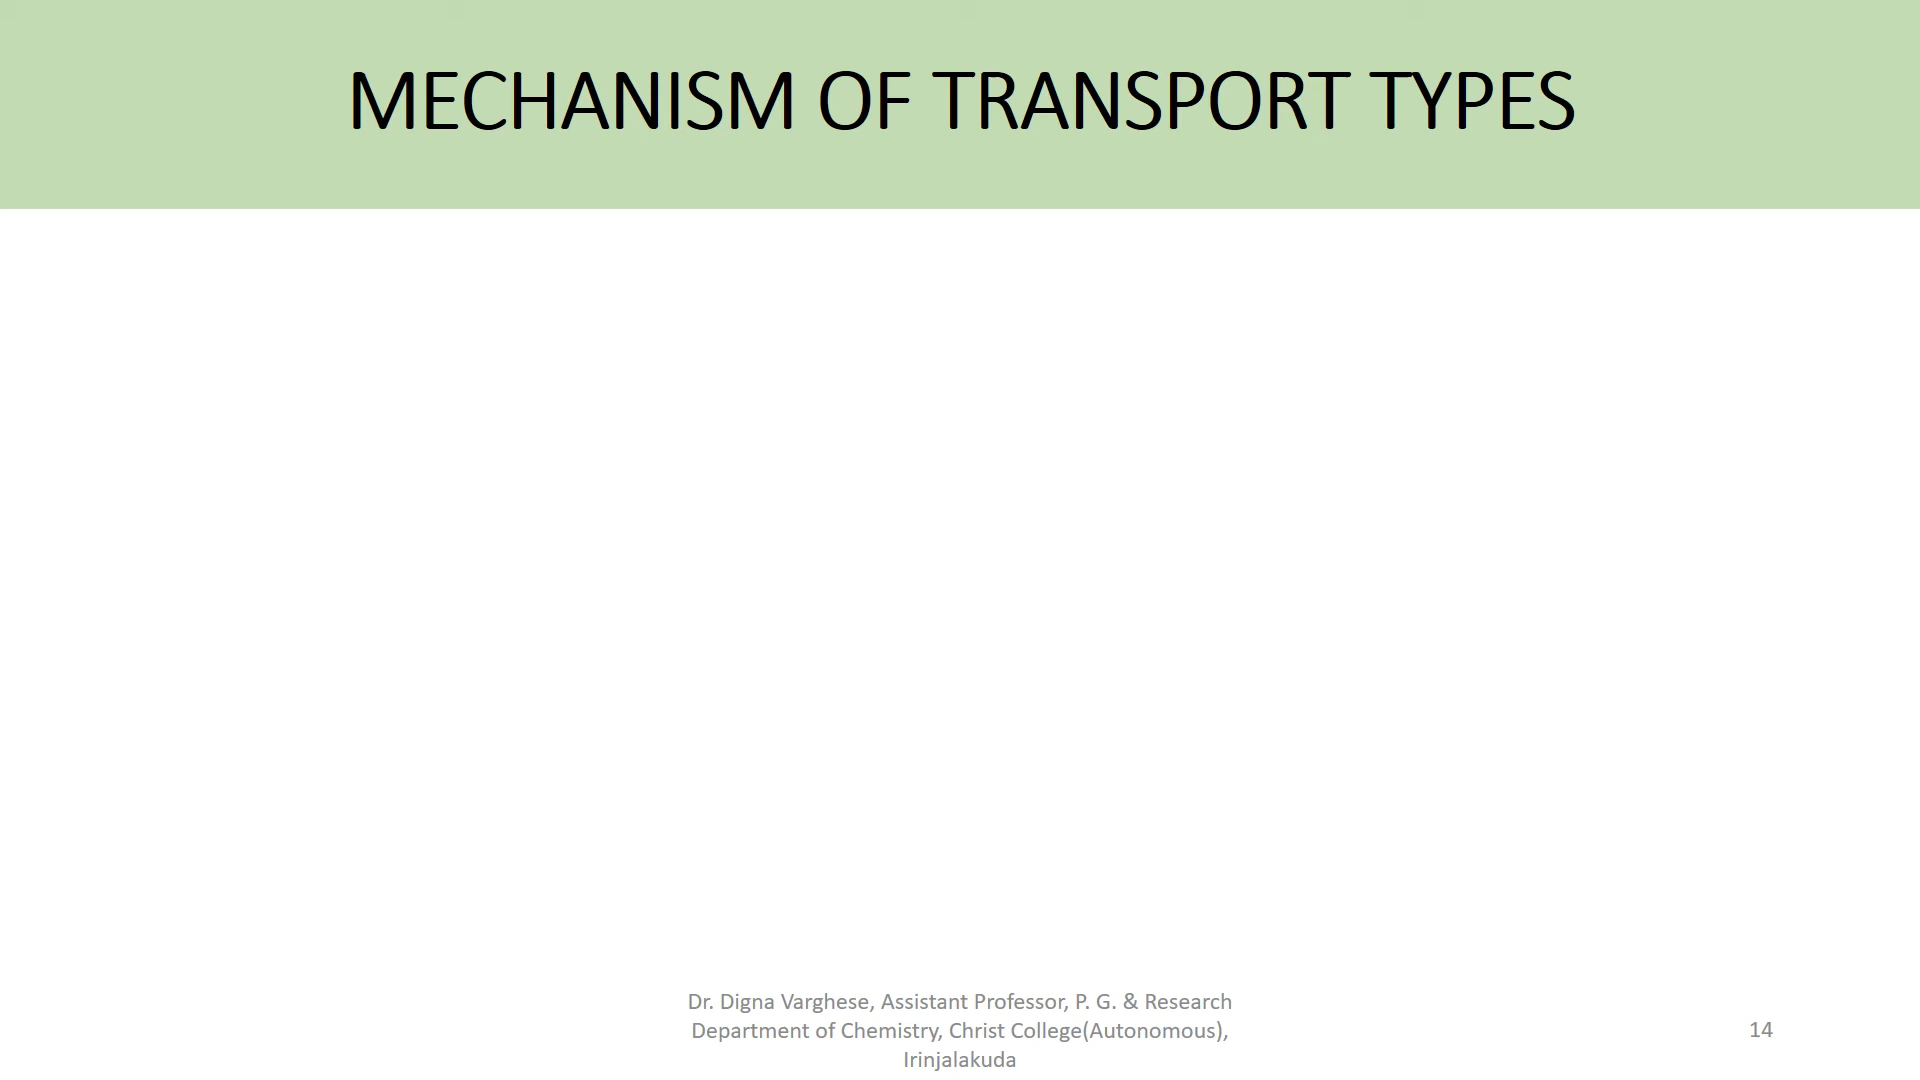 MECHANISM OF TRANSPORT TYPES
Dr. Digna Varghese, Assistant Professor, P. G. & Research
Department of Chemistry, Christ College(Autonomous),
Irinjalakuda
14